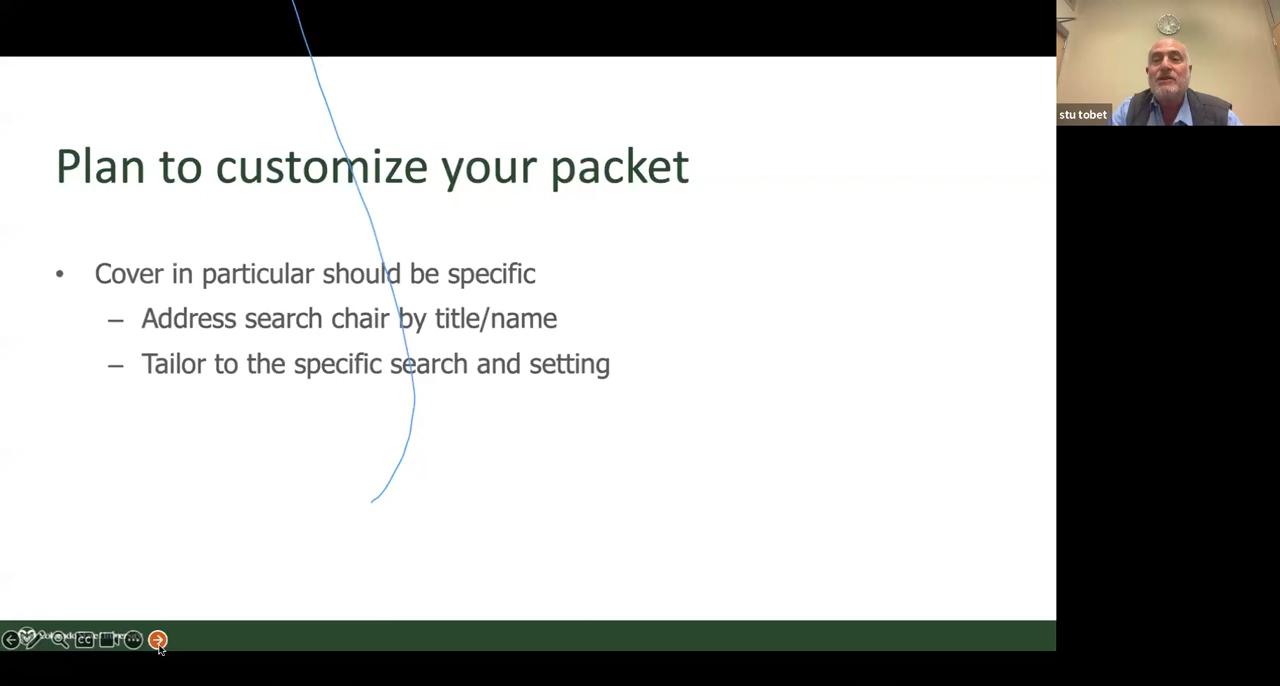 Plan to customize your packet
• Cover in particular should be specific
– Address search chair by title/name
– Tailor to the specific search and setting
stu tobet
CC